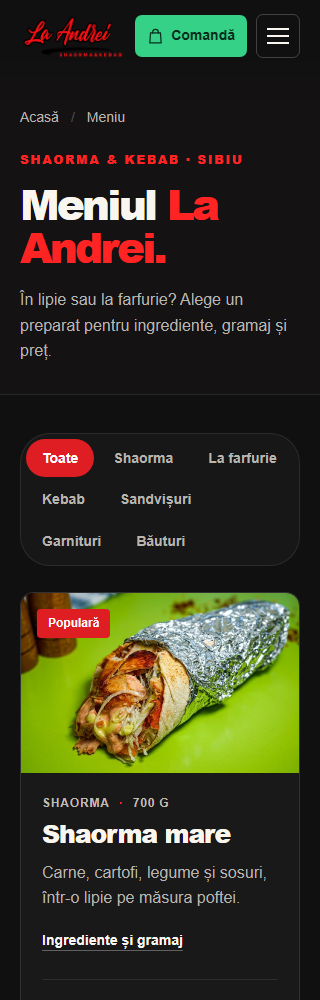 La Andrei
SHAORMA&KEBAB
Comandă
Acasă / Meniu
SHAORMA & KEBAB · SIBIU
Meniul La
Andrei.
În lipie sau la farfurie? Alege un
preparat pentru ingrediente, gramaj și
preț.
Toate Shaorma La farfurie
Kebab Sandvișuri
Garnituri Băuturi
Populară
SHAORMA · 700 G
Shaorma mare
Carne, cartofi, legume și sosuri,
într-o lipie pe măsura poftei.
Ingrediente și gramaj